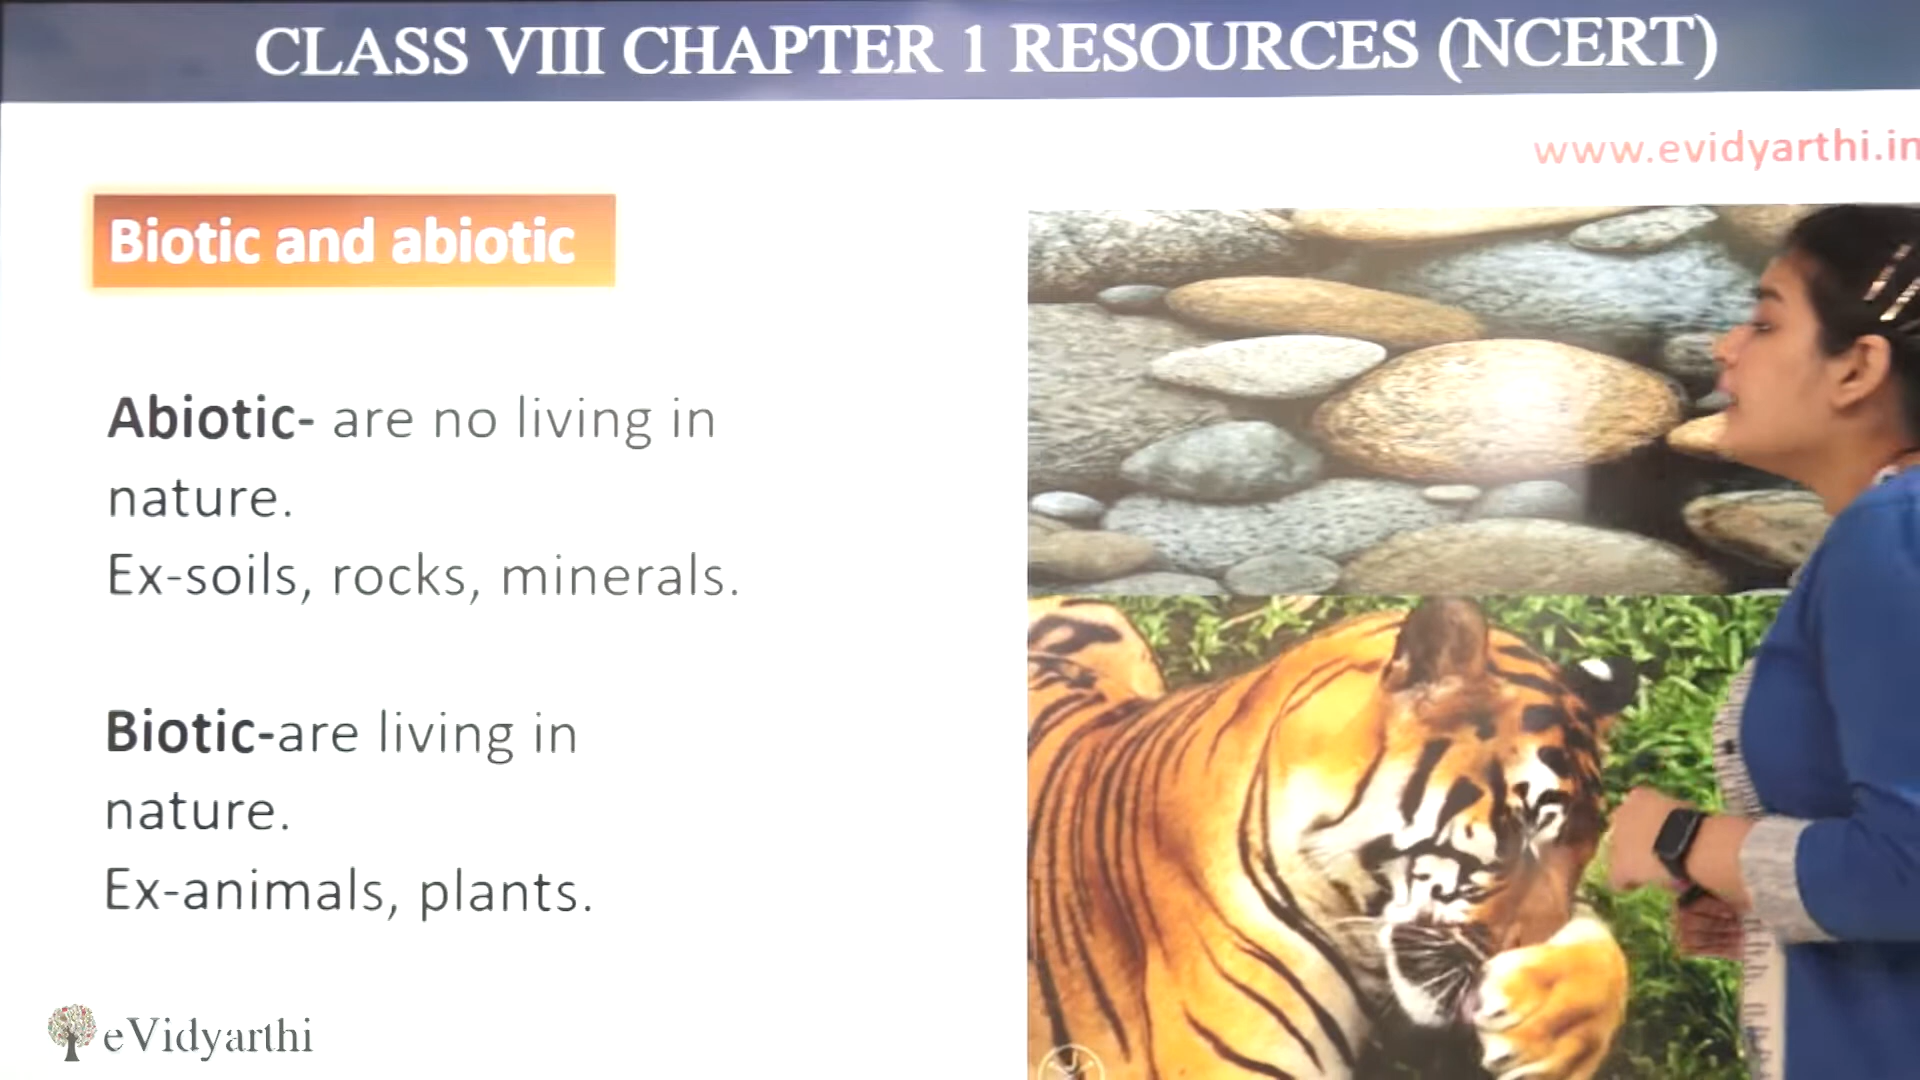 CLASS VIII CHAPTER 1 RESOURCES (NCERT)
www.evidyarthi.in
Biotic and abiotic
Abiotic- are no living in
nature.
Ex-soils, rocks, minerals.
Biotic-are living in
nature.
Ex-animals, plants.
eVidyarthi